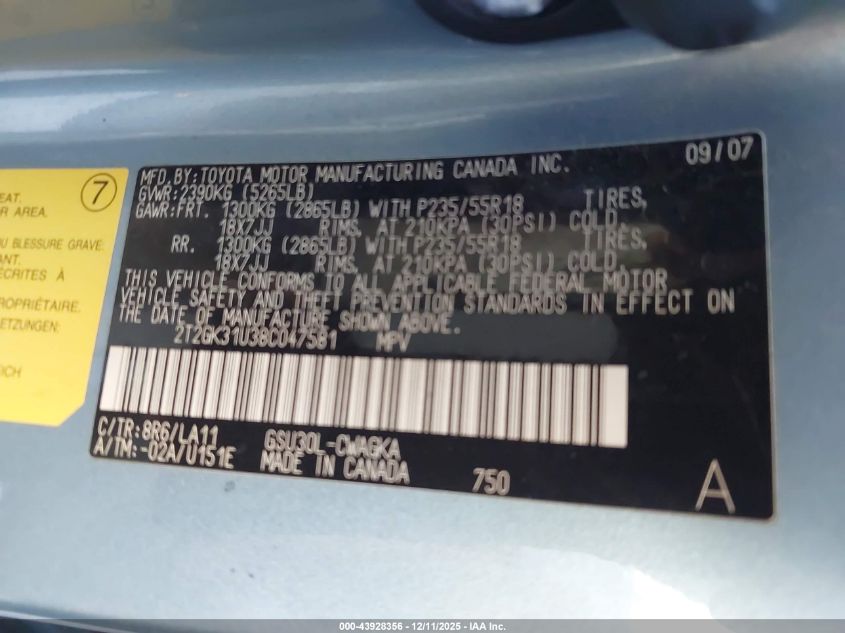 7
EAT.
R AREA.
U BLESSURE GRAVE:
ANT.
CRITES À
PROPRIÉTAIRE.
ETZUNGEN:
ICH
MFD.BY:TOYOTA MOTOR MANUFACTURING CANADA INC. 09/07
GVWR:2390KG (5265LB)
GAWR:FRT. 1300KG (2865LB) WITH P235/55R18 TIRES,
18X7JJ RIMS, AT 210KPA (30PSI) COLD,
RR. 1300KG (2865LB) WITH P235/55R18 TIRES,
18X7JJ RIMS, AT 210KPA (30PSI) COLD,
THIS VEHICLE CONFORMS TO ALL APPLICABLE FEDERAL MOTOR
VEHICLE SAFETY AND THEFT PREVENTION STANDARDS IN EFFECT ON
THE DATE OF MANUFACTURE SHOWN ABOVE.
2T2GK31U38C047581 MPV
C/TR:8R6/LA11 GSU30L-CWAGKA
A/TM:-02A/U151E MADE IN CANADA 750 A
000-43928356 - 12/11/2025 - IAA Inc.